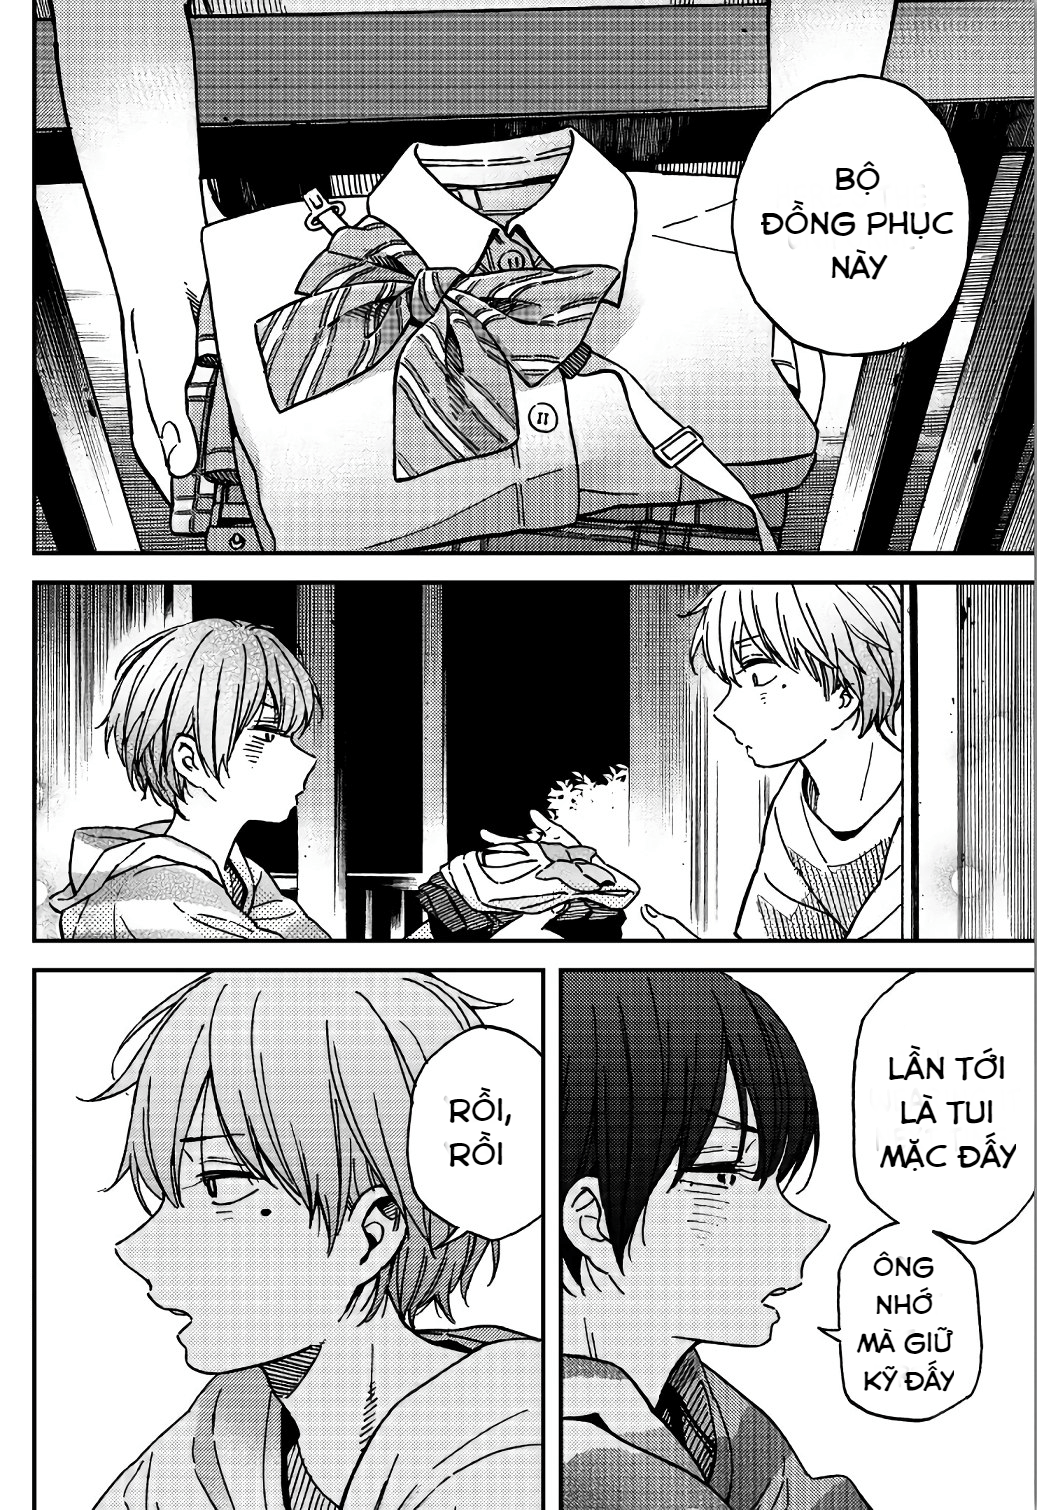 BỘ
ĐỒNG PHỤC
NÀY
LẦN TỚI
LÀ TUI
MẶC ĐẤY
ÔNG
NHỚ
MÀ GIỮ
KỸ ĐẤY
RỒI,
RỒI